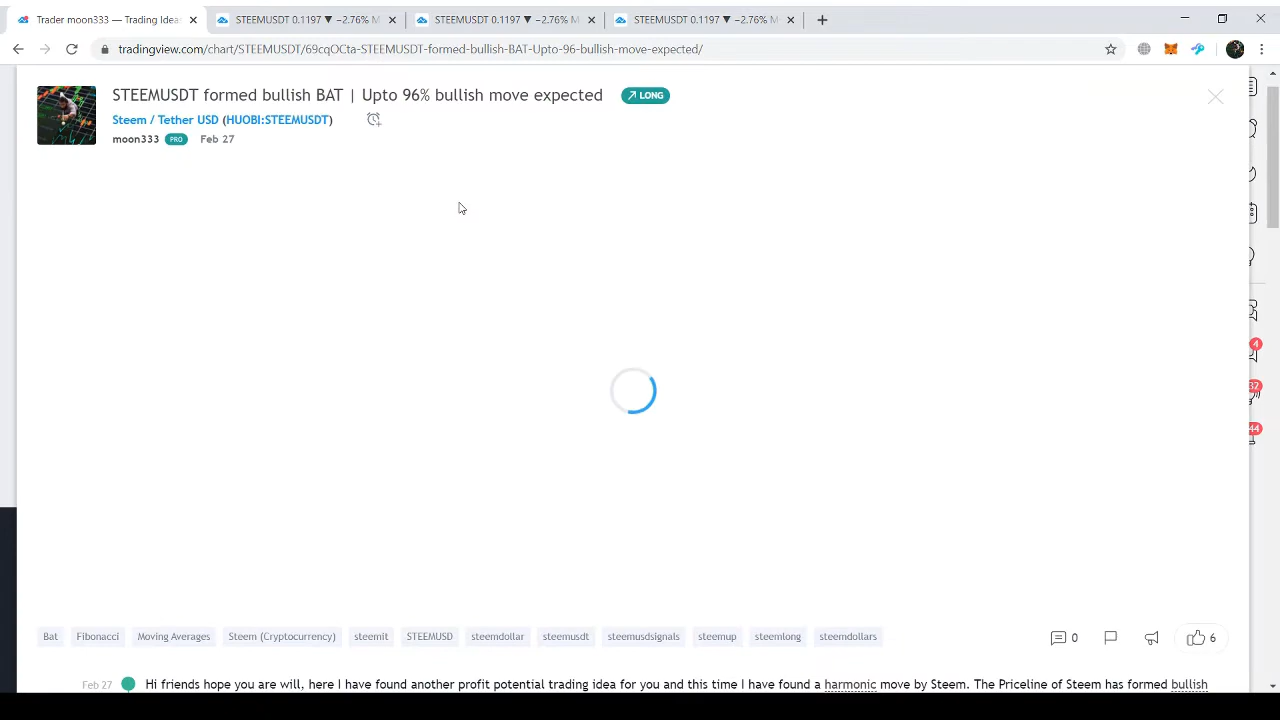 Trader moon333 — Trading Idea
STEEMUSDT 0.1197 ▼ −2.76% M
STEEMUSDT 0.1197 ▼ −2.76% M
STEEMUSDT 0.1197 ▼ −2.76% M
tradingview.com/chart/STEEMUSDT/69cqOCta-STEEMUSDT-formed-bullish-BAT-Upto-96-bullish-move-expected/
STEEMUSDT formed bullish BAT | Upto 96% bullish move expected
LONG
Steem / Tether USD (HUOBI:STEEMUSDT)
moon333 PRO Feb 27
4
37
44
Bat Fibonacci Moving Averages Steem (Cryptocurrency) steemit STEEMUSD steemdollar steemusdt steemusdsignals steemup steemlong steemdollars
0
6
Feb 27 Hi friends hope you are will, here I have found another profit potential trading idea for you and this time I have found a harmonic move by Steem. The Priceline of Steem has formed bullish